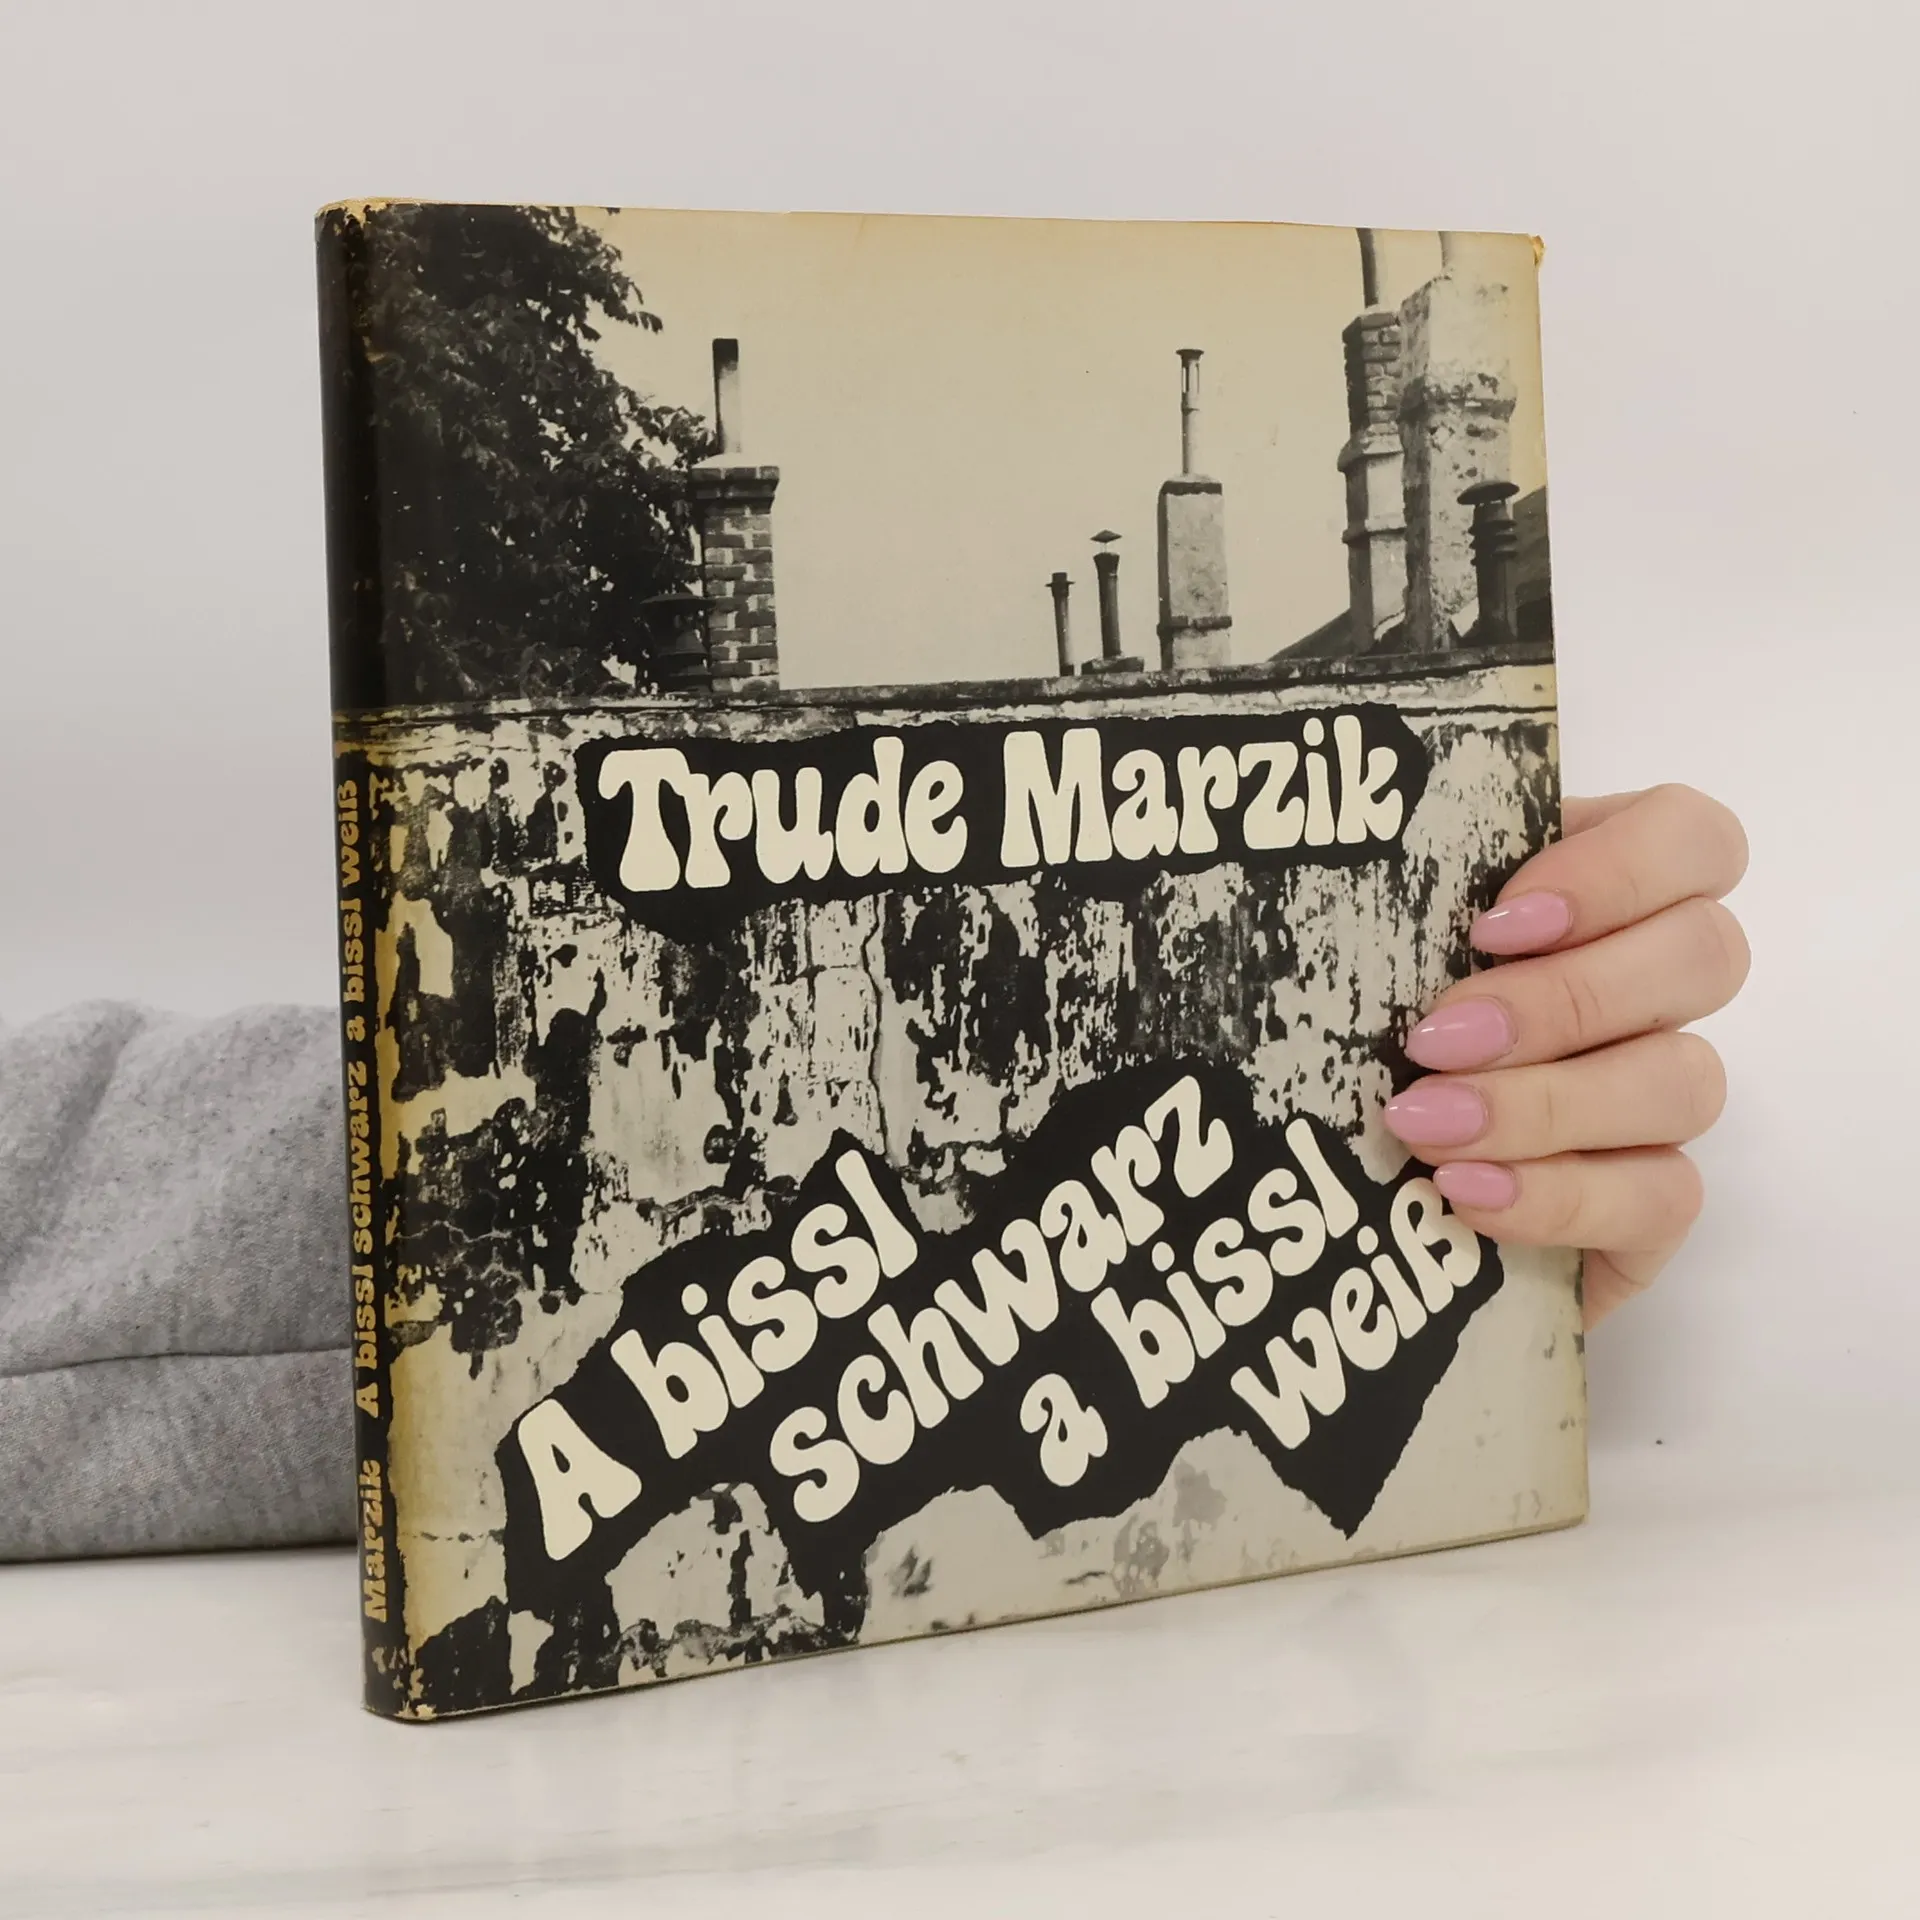 Trude Marzik
A bissl
schwarz
a bissl
weiß
Marzik A bissl schwarz a bissl weiß